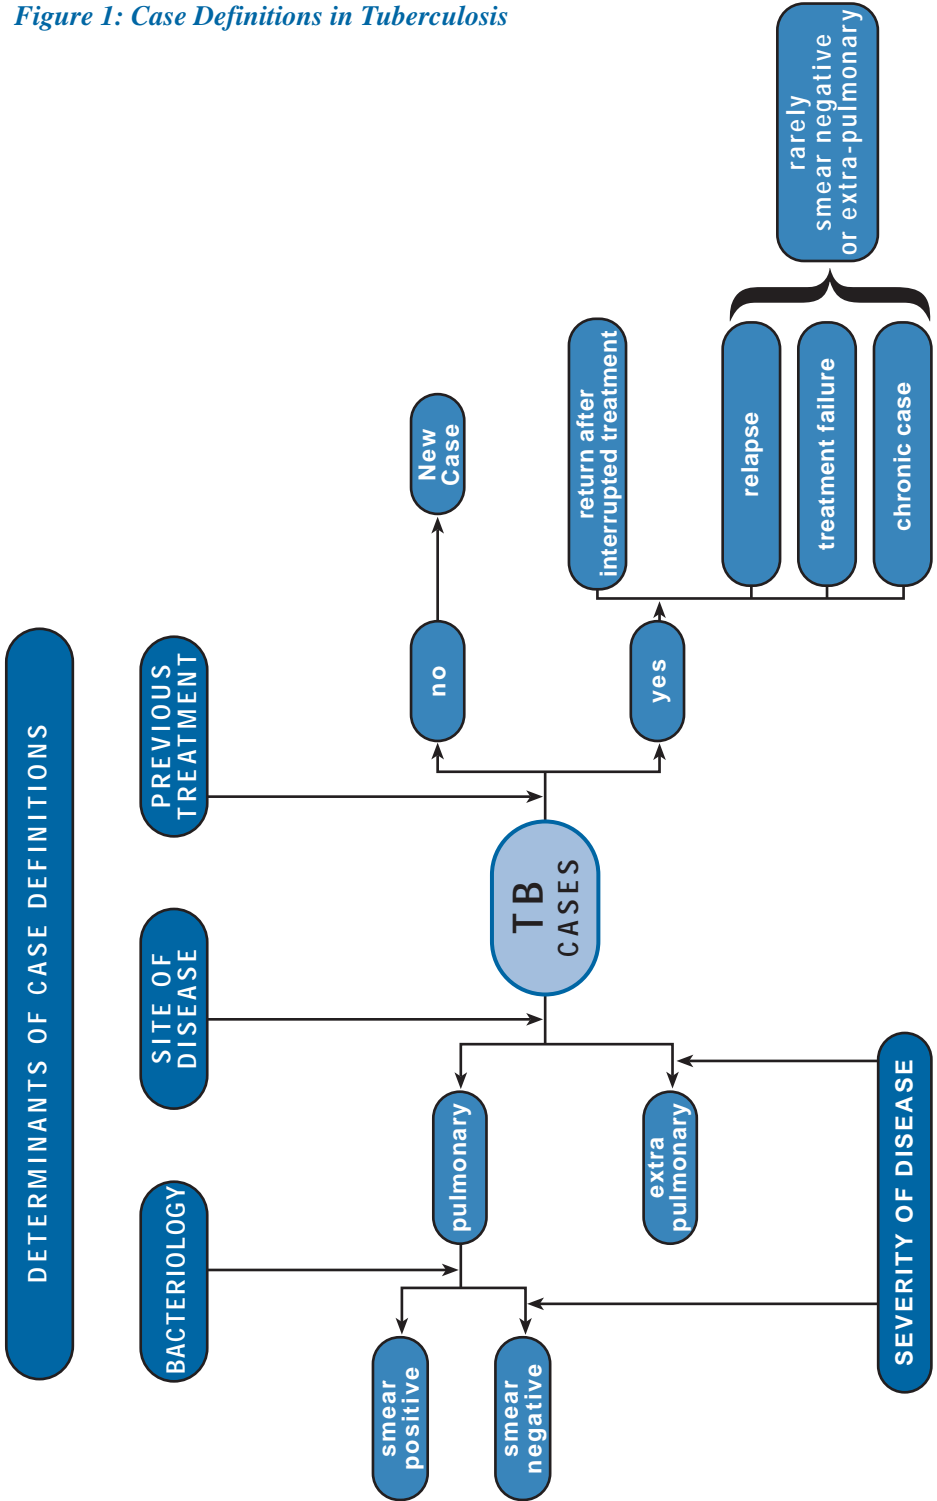 Figure 1: Case Definitions in Tuberculosis
DETERMINANTS OF CASE DEFINITIONS
BACTERIOLOGY
SITE OF
DISEASE
PREVIOUS
TREATMENT
smear
positive
smear
negative
pulmonary
extra
pulmonary
TB
CASES
no
yes
New
Case
return after
interrupted treatment
relapse
treatment failure
chronic case
rarely
smear negative
or extra-pulmonary
SEVERITY OF DISEASE